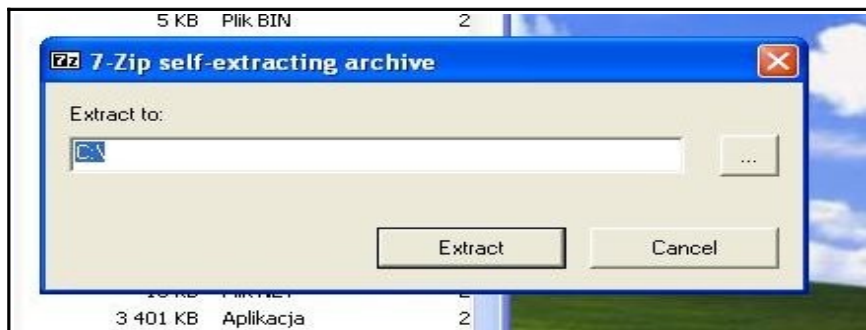 5 KB Plik BIN 2
7z 7-Zip self-extracting archive
Extract to:
C:\
...
Extract Cancel
3 401 KB Aplikacja 2